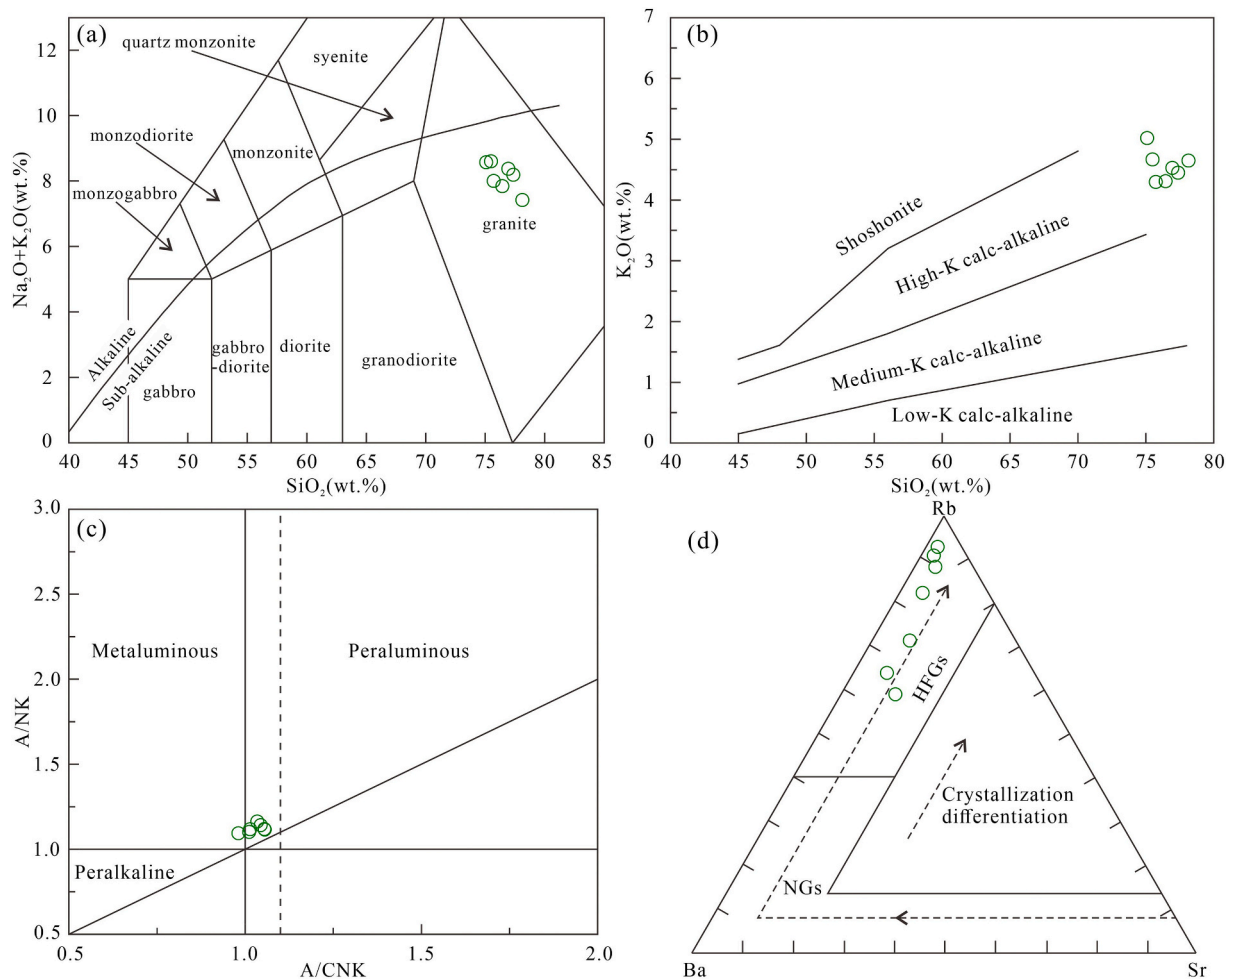 (a)
quartz monzonite
syenite
monzodiorite
monzonite
monzogabbro
granite
Alkaline
Sub-alkaline
gabbro
gabbro
-diorite
diorite
granodiorite
Na₂O+K₂O(wt.%)
12
10
8
6
4
2
0
40 45 50 55 60 65 70 75 80 85
SiO₂(wt.%)
(b)
Shoshonite
High-K calc-alkaline
Medium-K calc-alkaline
Low-K calc-alkaline
K₂O(wt.%)
7
6
5
4
3
2
1
0
40 45 50 55 60 65 70 75 80
SiO₂(wt.%)
(c)
Metaluminous
Peraluminous
Peralkaline
A/NK
3.0
2.5
2.0
1.5
1.0
0.5
0.5 1.0 1.5 2.0
A/CNK
(d)
Rb
HFGs
Crystallization
differentiation
NGs
Ba
Sr